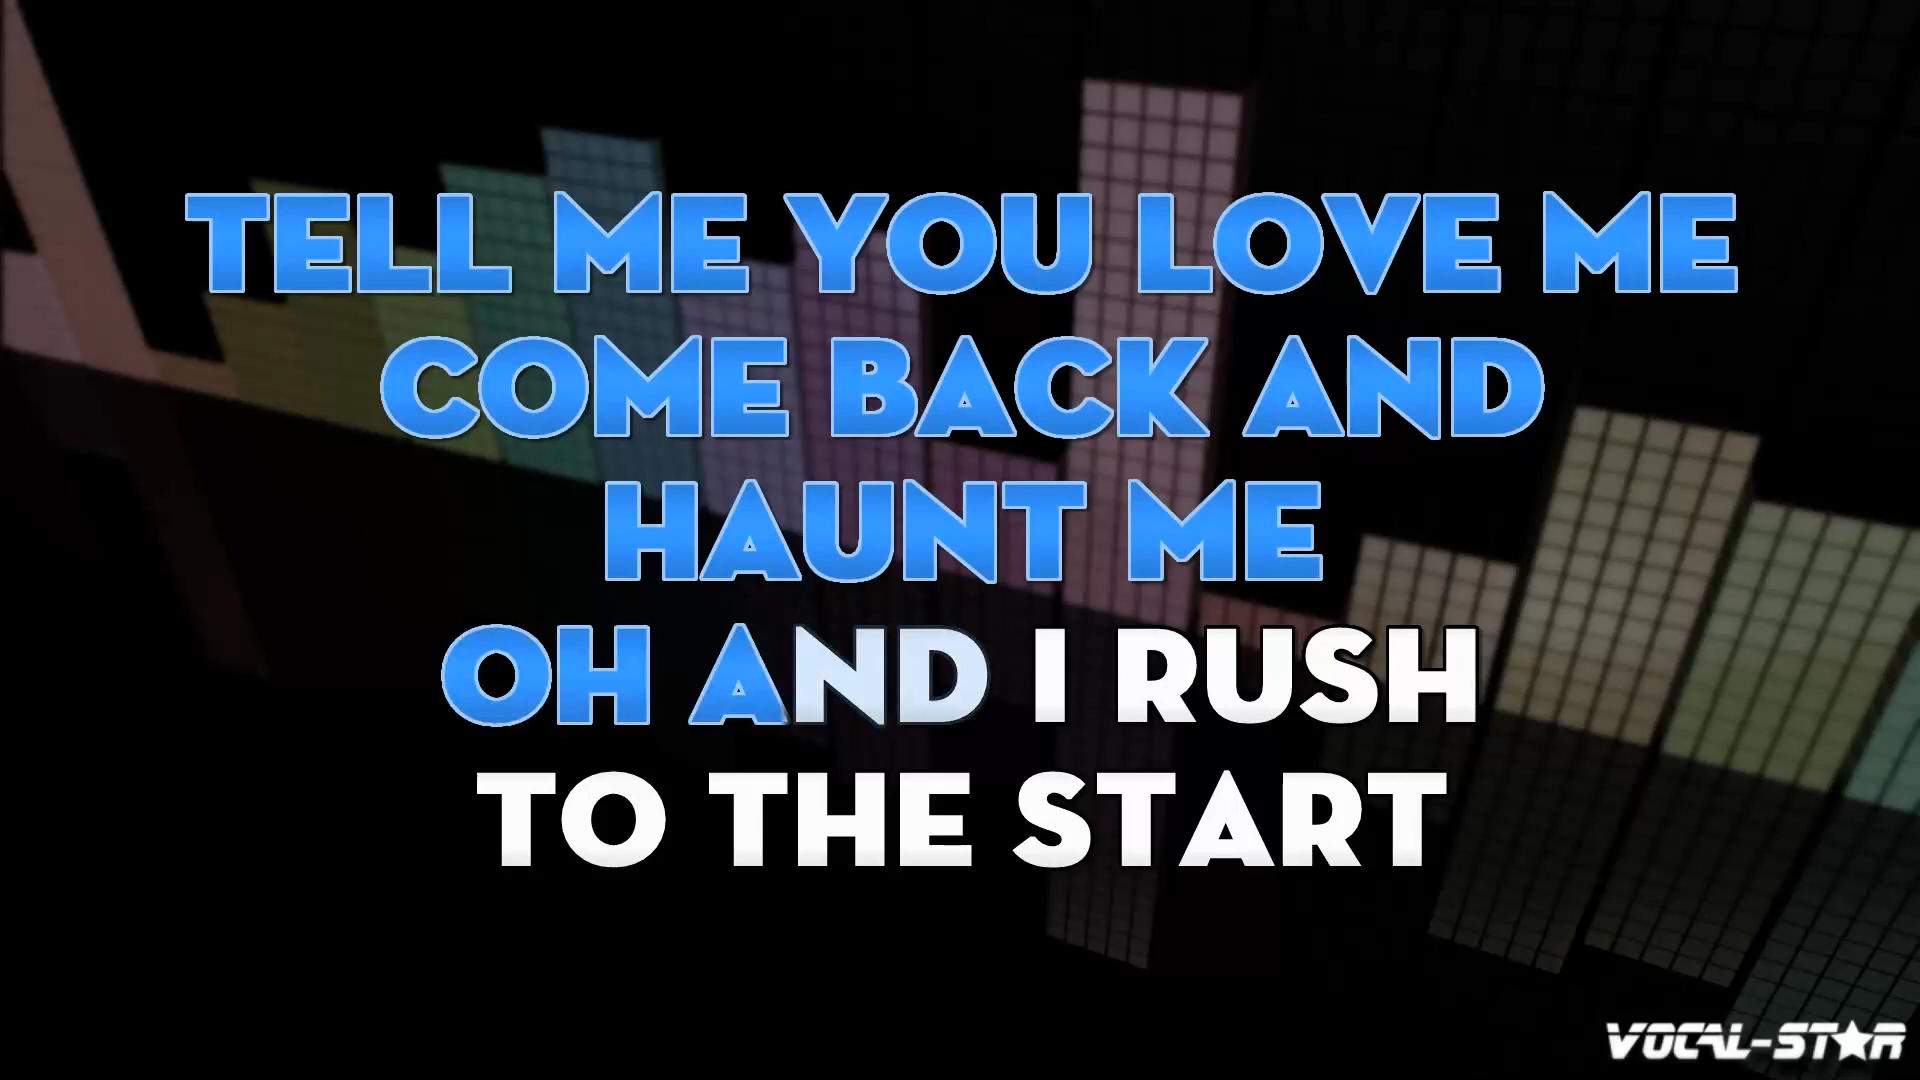 TELL ME YOU LOVE ME
COME BACK AND
HAUNT ME
OH AND I RUSH
TO THE START
VOCAL-STAR